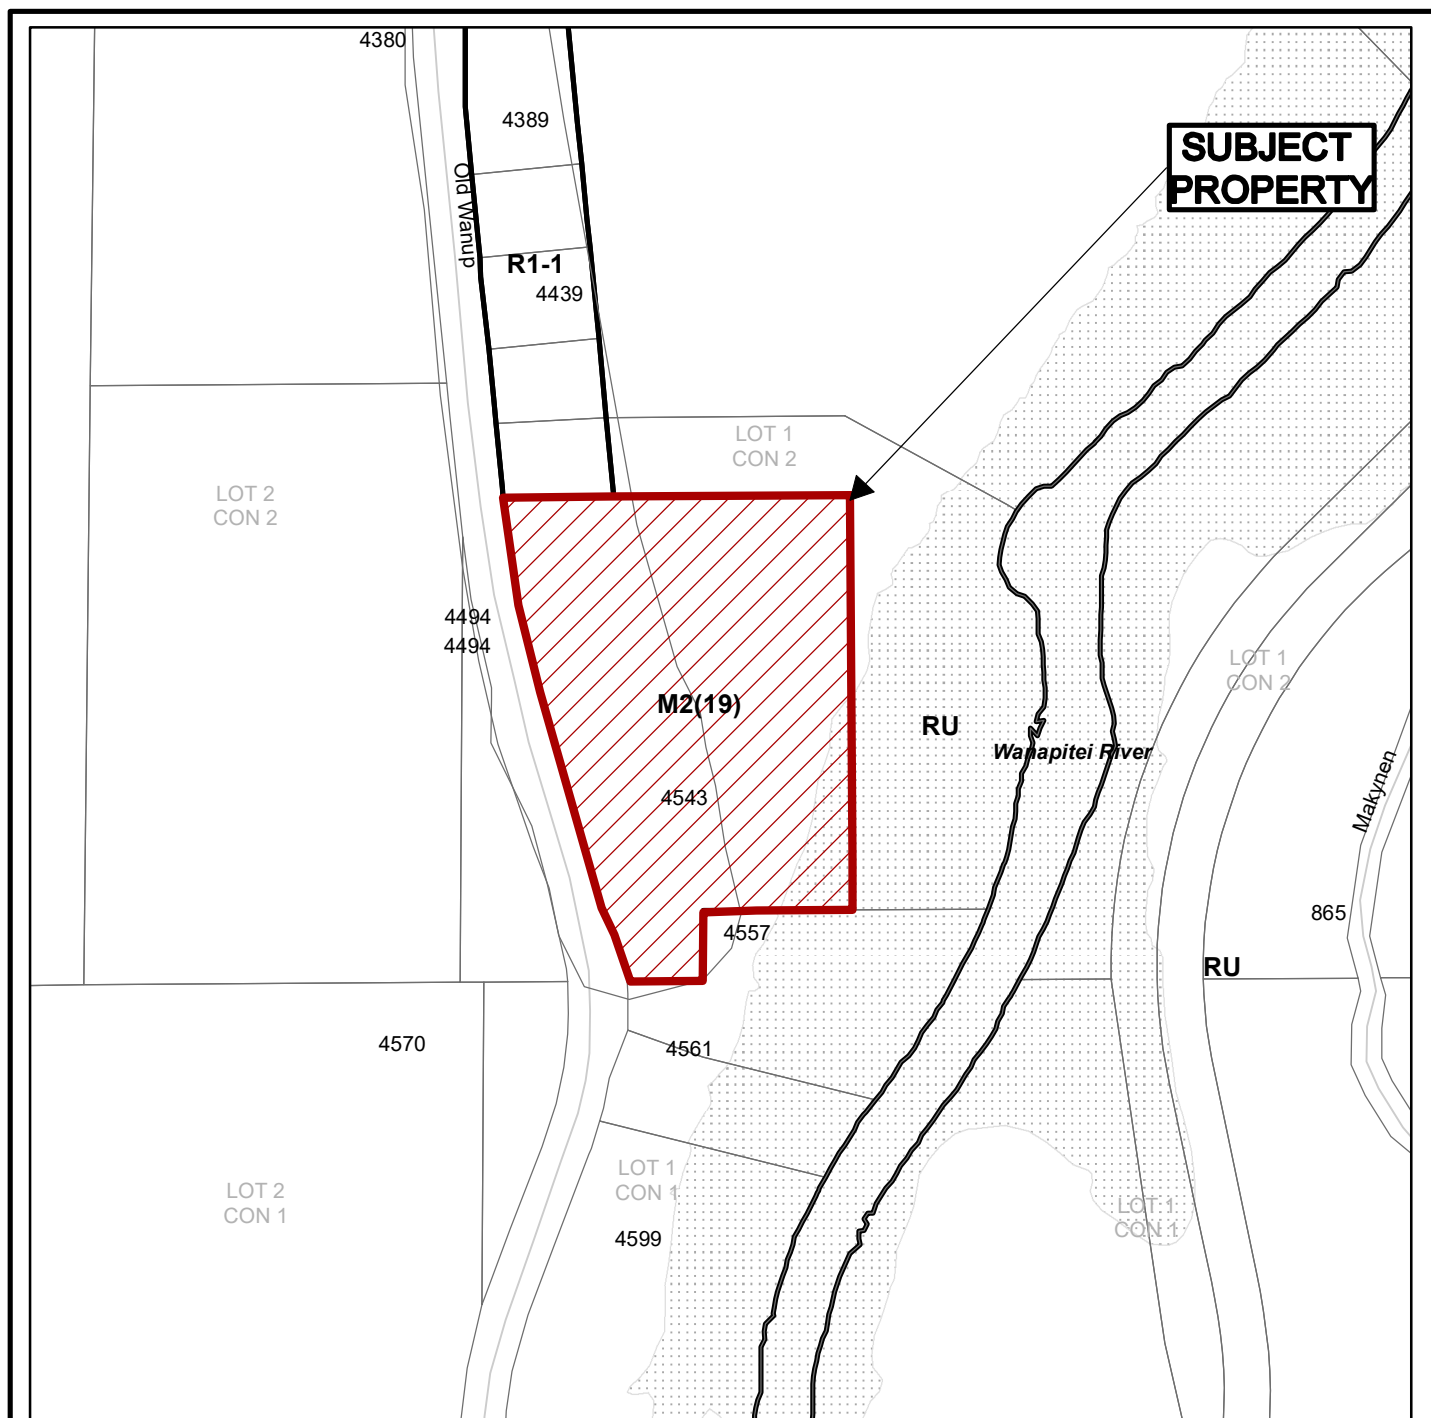 4380
4389
SUBJECT
PROPERTY
Old Wanup
R1-1
4439
LOT 1
CON 2
LOT 2
CON 2
4494
4494
LOT 1
CON 2
M2(19)
RU
Wanapitei River
Makynen
4543
865
4557
RU
4570
4561
LOT 1
CON 1
LOT 2
CON 1
LOT 1
CON 1
4599